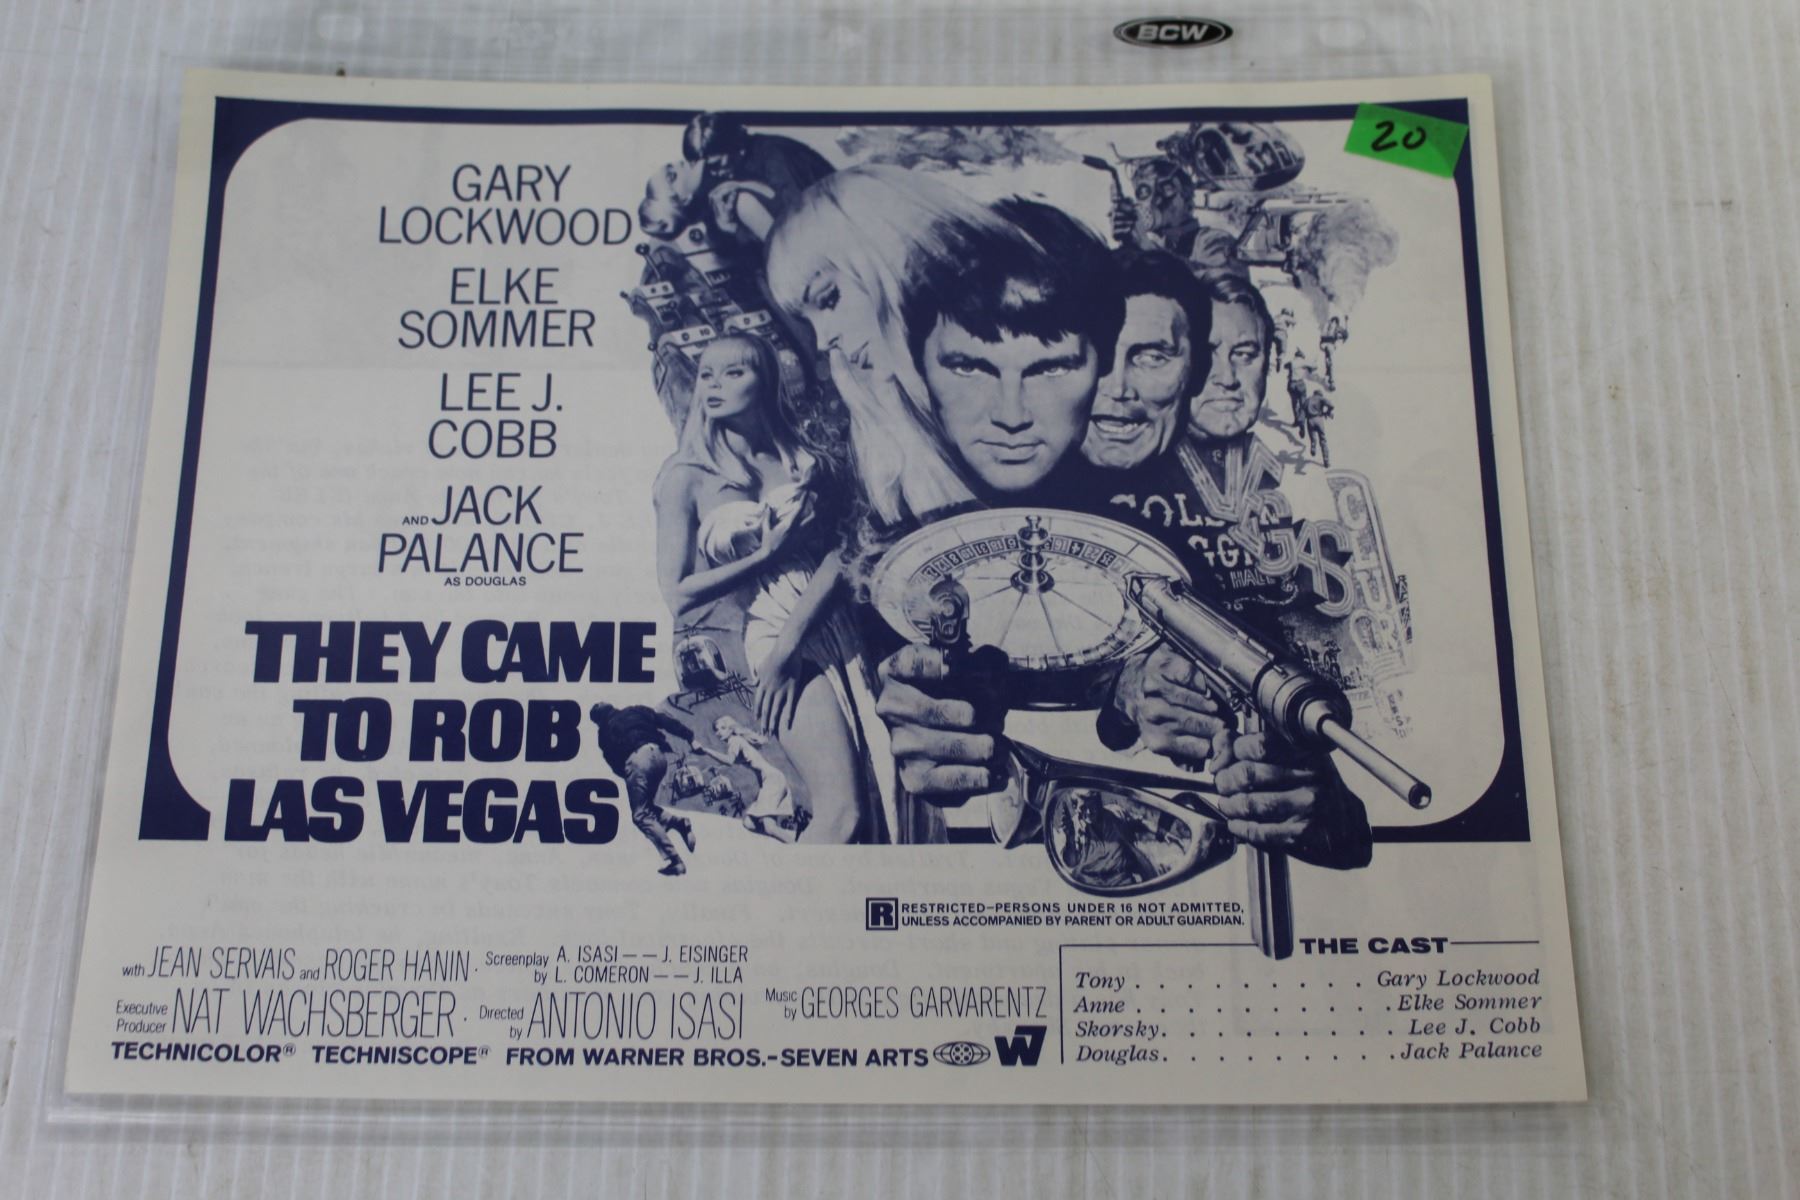 BCW
20
GARY
LOCKWOOD
ELKE
SOMMER
LEE J.
COBB
AND JACK
PALANCE
AS DOUGLAS
THEY CAME
TO ROB
LAS VEGAS
VEGAS
CLUB
HALL
R RESTRICTED—PERSONS UNDER 16 NOT ADMITTED,
UNLESS ACCOMPANIED BY PARENT OR ADULT GUARDIAN.
with JEAN SERVAIS and ROGER HANIN · Screenplay by A. ISASI — — J. EISINGER
L. COMERON — — J. ILLA
Executive Producer NAT WACHSBERGER · Directed by ANTONIO ISASI Music by GEORGES GARVARENTZ
TECHNICOLOR® TECHNISCOPE® FROM WARNER BROS.-SEVEN ARTS W7
THE CAST
Tony . . . . . . . . . . Gary Lockwood
Anne . . . . . . . . . . . Elke Sommer
Skorsky. . . . . . . . . . Lee J. Cobb
Douglas. . . . . . . . . .Jack Palance